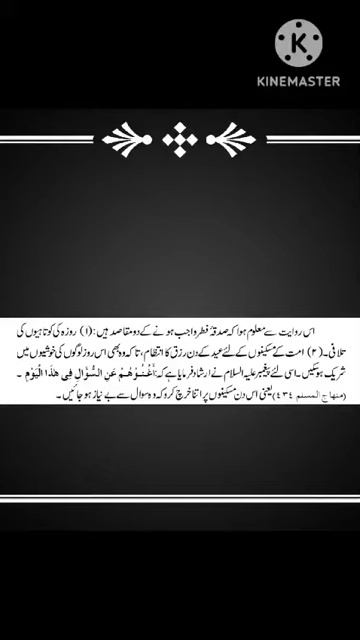 KINEMASTER
اس روایت سے معلوم ہوا کہ صدقۂ فطر واجب ہونے کے دو مقاصد ہیں: (۱) روزہ کی کوتاہیوں کی
تلافی۔ (۲) امت کے مسکینوں کے لئے عید کے دن رزق کا انتظام، تاکہ وہ بھی اس روز لوگوں کی خوشیوں میں
شریک ہوسکیں۔ اسی لئے پیغمبر علیہ السلام نے ارشاد فرمایا ہے کہ: أُغْنُوْهُمْ عَنِ السُّؤَالِ فِي هٰذَا الْيَوْمِ ۔
(منهاج المسلم ٤٣٤) یعنی اس دن مسکینوں پر اتنا خرچ کرو کہ وہ سوال سے بے نیاز ہو جائیں۔